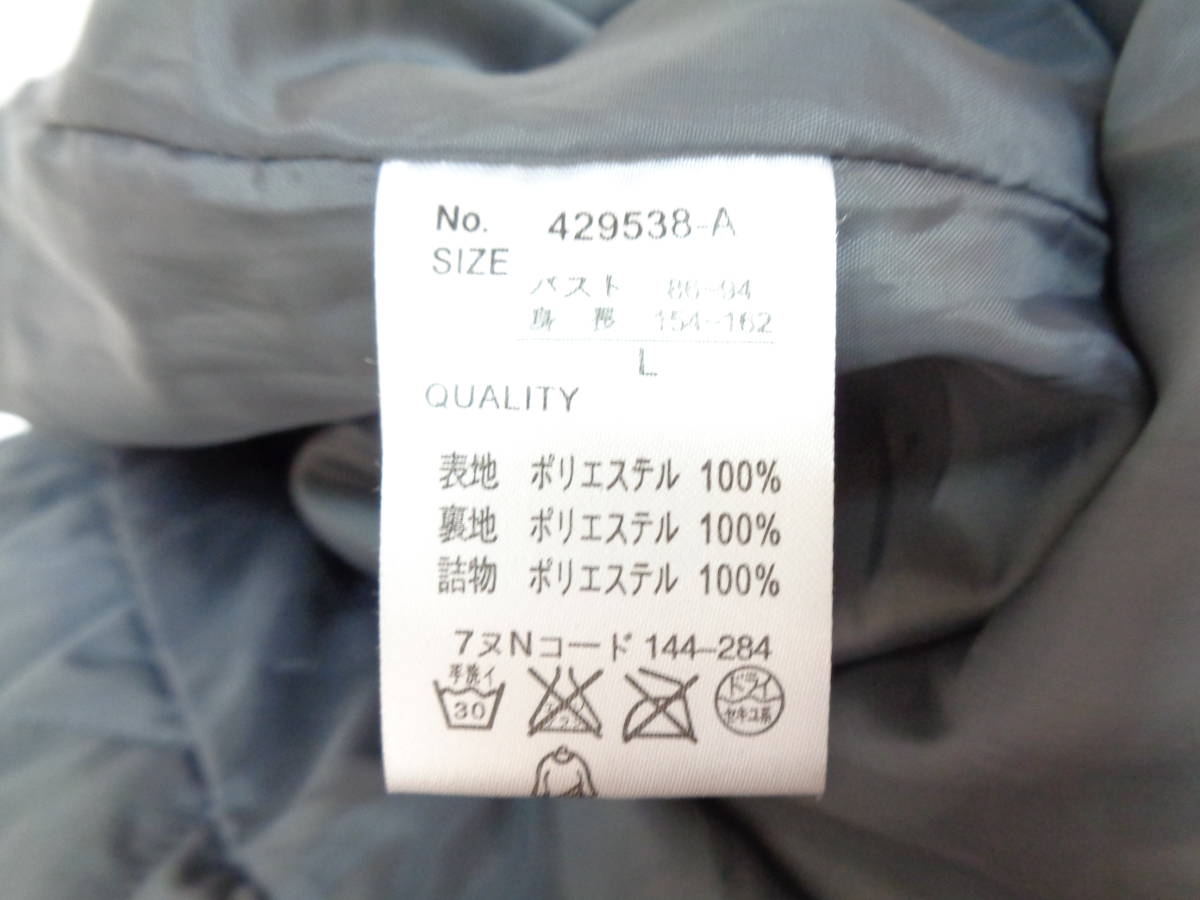 No. 429538-A
SIZE
バスト 86-94
身長 154-162
L
QUALITY
表地 ポリエステル 100%
裏地 ポリエステル 100%
詰物 ポリエステル 100%
7ヌNコード 144-284
手洗イ
30
ドライ
セキユ系